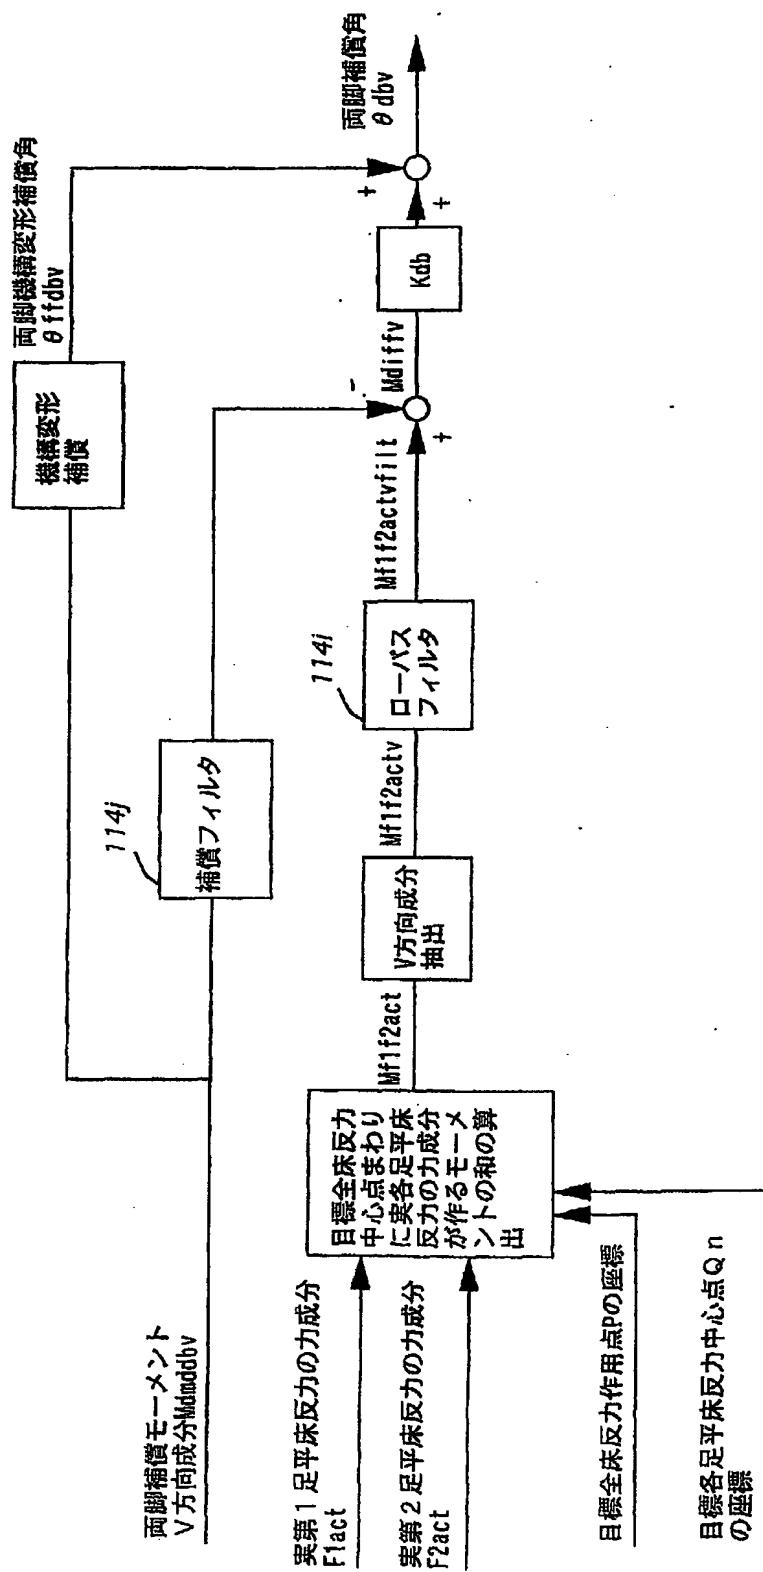 両脚補償モーメント
V方向成分Mdmddbv
機構変形
補償
両脚機構変形補償角
θffdbv
114j
補償フィルタ
両脚補償角
θdbv
実第1足平床反力の力成分
F1act
実第2足平床反力の力成分
F2act
目標全床反力
中心点まわり
に実各足平床
反力の力成分
が作るモーメ
ントの和の算
出
Mf1f2act
V方向成分
抽出
Mf1f2actv
114i
ローパス
フィルタ
Mf1f2actvfilt
+
-
Mdiffv
Kdb
+
+
目標全床反力作用点Pの座標
目標各足平床反力中心点Qn
の座標